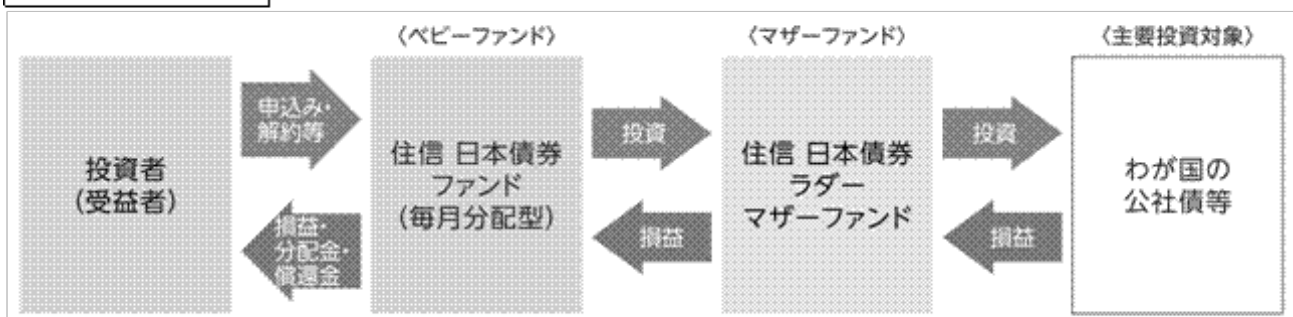 〈ベビーファンド〉
〈マザーファンド〉
〈主要投資対象〉
投資者
(受益者)
申込み・
解約等
損益・
分配金・
償還金
住信 日本債券
ファンド
(毎月分配型)
投資
損益
住信 日本債券
ラダー
マザーファンド
投資
損益
わが国の
公社債等